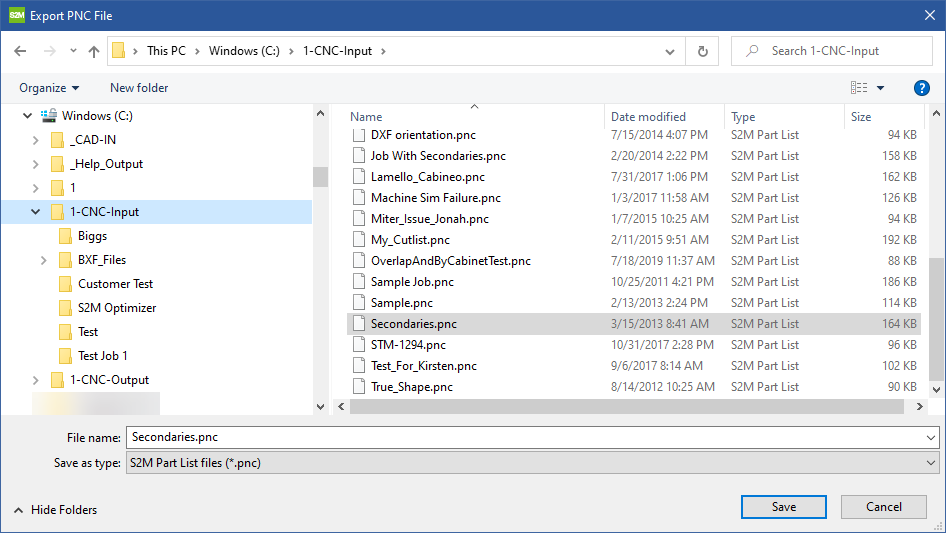 S2M Export PNC File
This PC > Windows (C:) > 1-CNC-Input > Search 1-CNC-Input
Organize New folder ?
Windows (C:)
_CAD-IN
_Help_Output
1
1-CNC-Input
Biggs
BXF_Files
Customer Test
S2M Optimizer
Test
Test Job 1
1-CNC-Output
Name Date modified Type Size
DXF orientation.pnc 7/15/2014 4:07 PM S2M Part List 94 KB
Job With Secondaries.pnc 2/20/2014 2:22 PM S2M Part List 158 KB
Lamello_Cabineo.pnc 7/31/2017 1:06 PM S2M Part List 162 KB
Machine Sim Failure.pnc 1/3/2017 11:58 AM S2M Part List 126 KB
Miter_Issue_Jonah.pnc 1/7/2015 10:25 AM S2M Part List 94 KB
My_Cutlist.pnc 2/11/2015 9:51 AM S2M Part List 192 KB
OverlapAndByCabinetTest.pnc 7/18/2019 11:37 AM S2M Part List 88 KB
Sample Job.pnc 10/25/2011 4:21 PM S2M Part List 186 KB
Sample.pnc 2/13/2013 2:24 PM S2M Part List 114 KB
Secondaries.pnc 3/15/2013 8:41 AM S2M Part List 164 KB
STM-1294.pnc 10/31/2017 2:28 PM S2M Part List 96 KB
Test_For_Kirsten.pnc 9/6/2017 8:14 AM S2M Part List 102 KB
True_Shape.pnc 8/14/2012 10:25 AM S2M Part List 90 KB
File name: Secondaries.pnc
Save as type: S2M Part List files (*.pnc)
Hide Folders Save Cancel